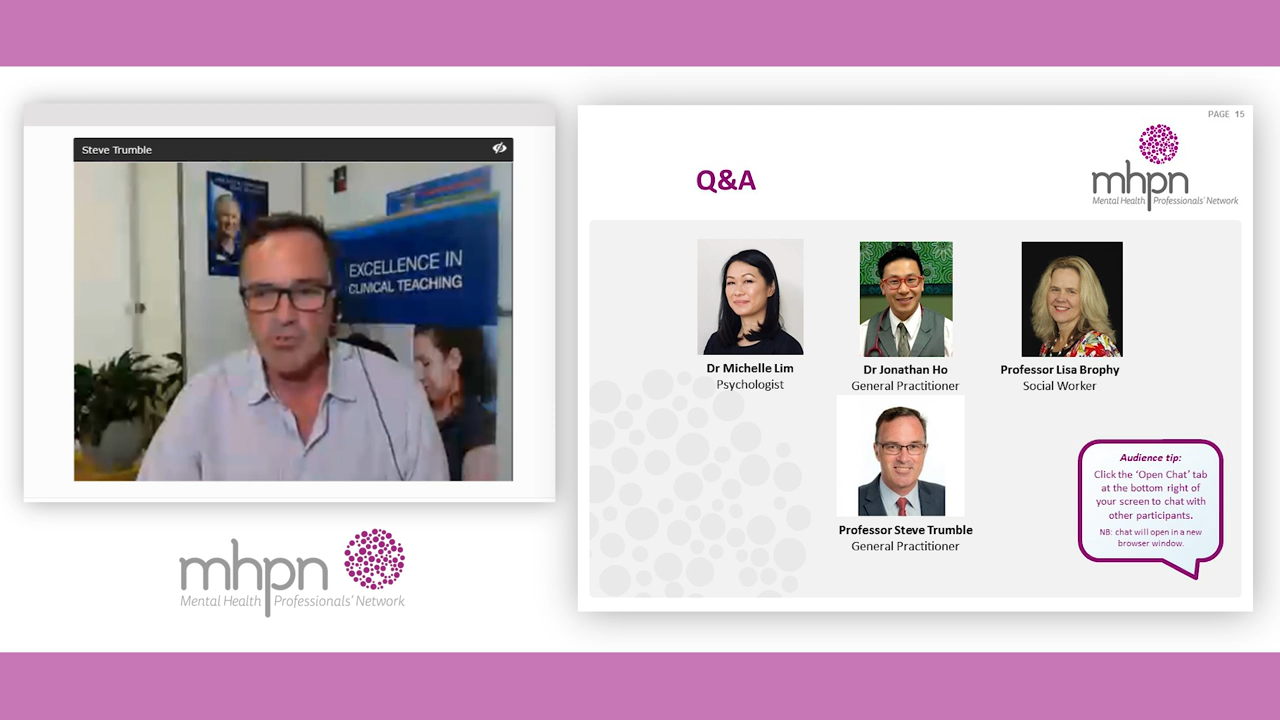 Steve Trumble
EXCELLENCE IN
CLINICAL TEACHING
mhpn
Mental Health Professionals' Network
PAGE 15
mhpn
Mental Health Professionals' Network
Q&A
Dr Michelle Lim
Psychologist
Dr Jonathan Ho
General Practitioner
Professor Lisa Brophy
Social Worker
Professor Steve Trumble
General Practitioner
Audience tip:
Click the 'Open Chat' tab
at the bottom right of
your screen to chat with
other participants.
NB: chat will open in a new
browser window.